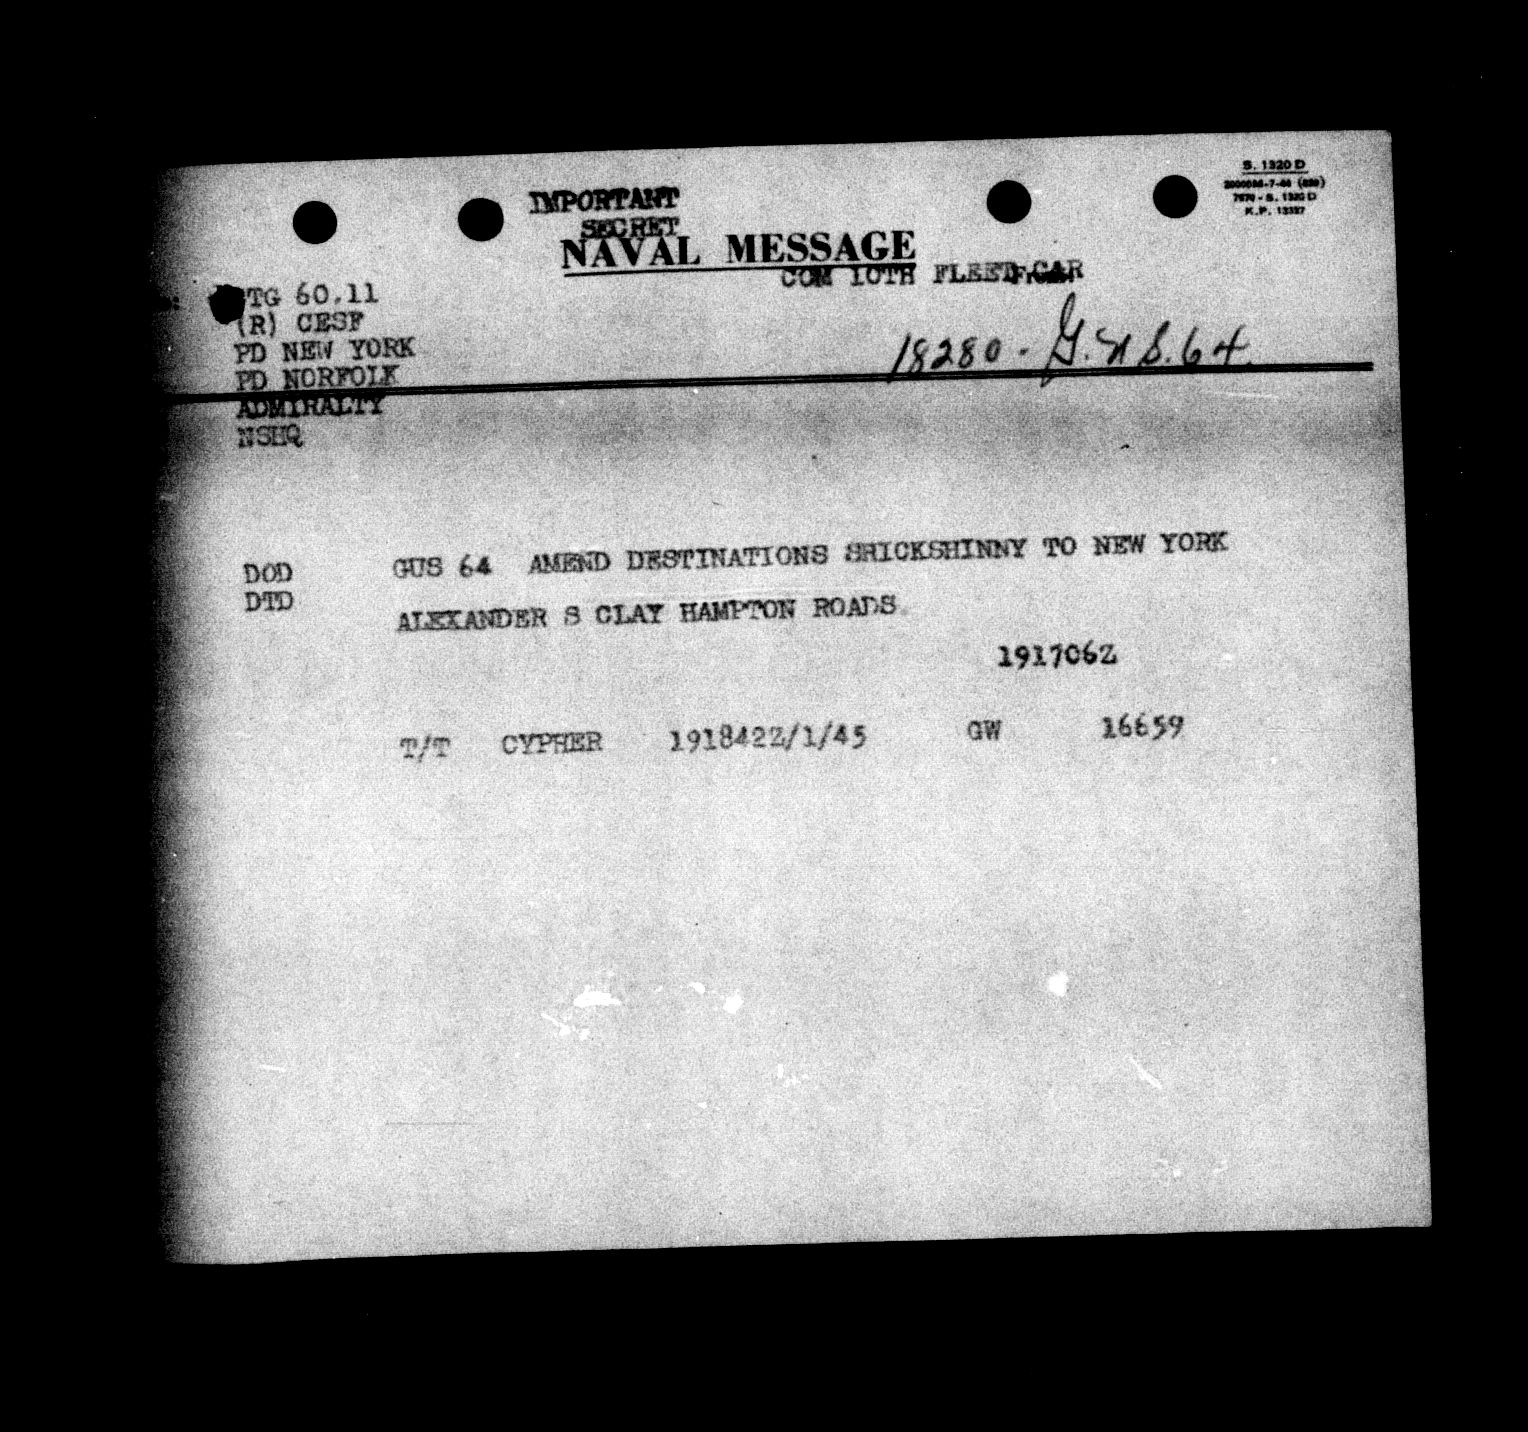 S. 1320 D
IMPORTANT
SECRET
NAVAL MESSAGE
COM 10TH FLEET CAR
TG 60.11
(R) CESF
PD NEW YORK
PD NORFOLK
ADMIRALTY
NSHQ
18280 - G.U.S. 64
DOD GUS 64 AMEND DESTINATIONS SHICKSHINNY TO NEW YORK
DTD
ALEXANDER S CLAY HAMPTON ROADS.
191706Z
T/T CYPHER 191842Z/1/45 GW 16659